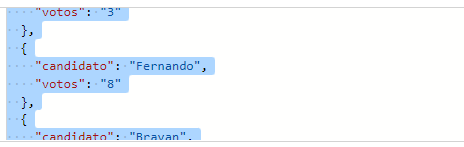 "votos": "3"
},
{
"candidato": "Fernando",
"votos": "8"
},
{
"candidato": "Brayan",